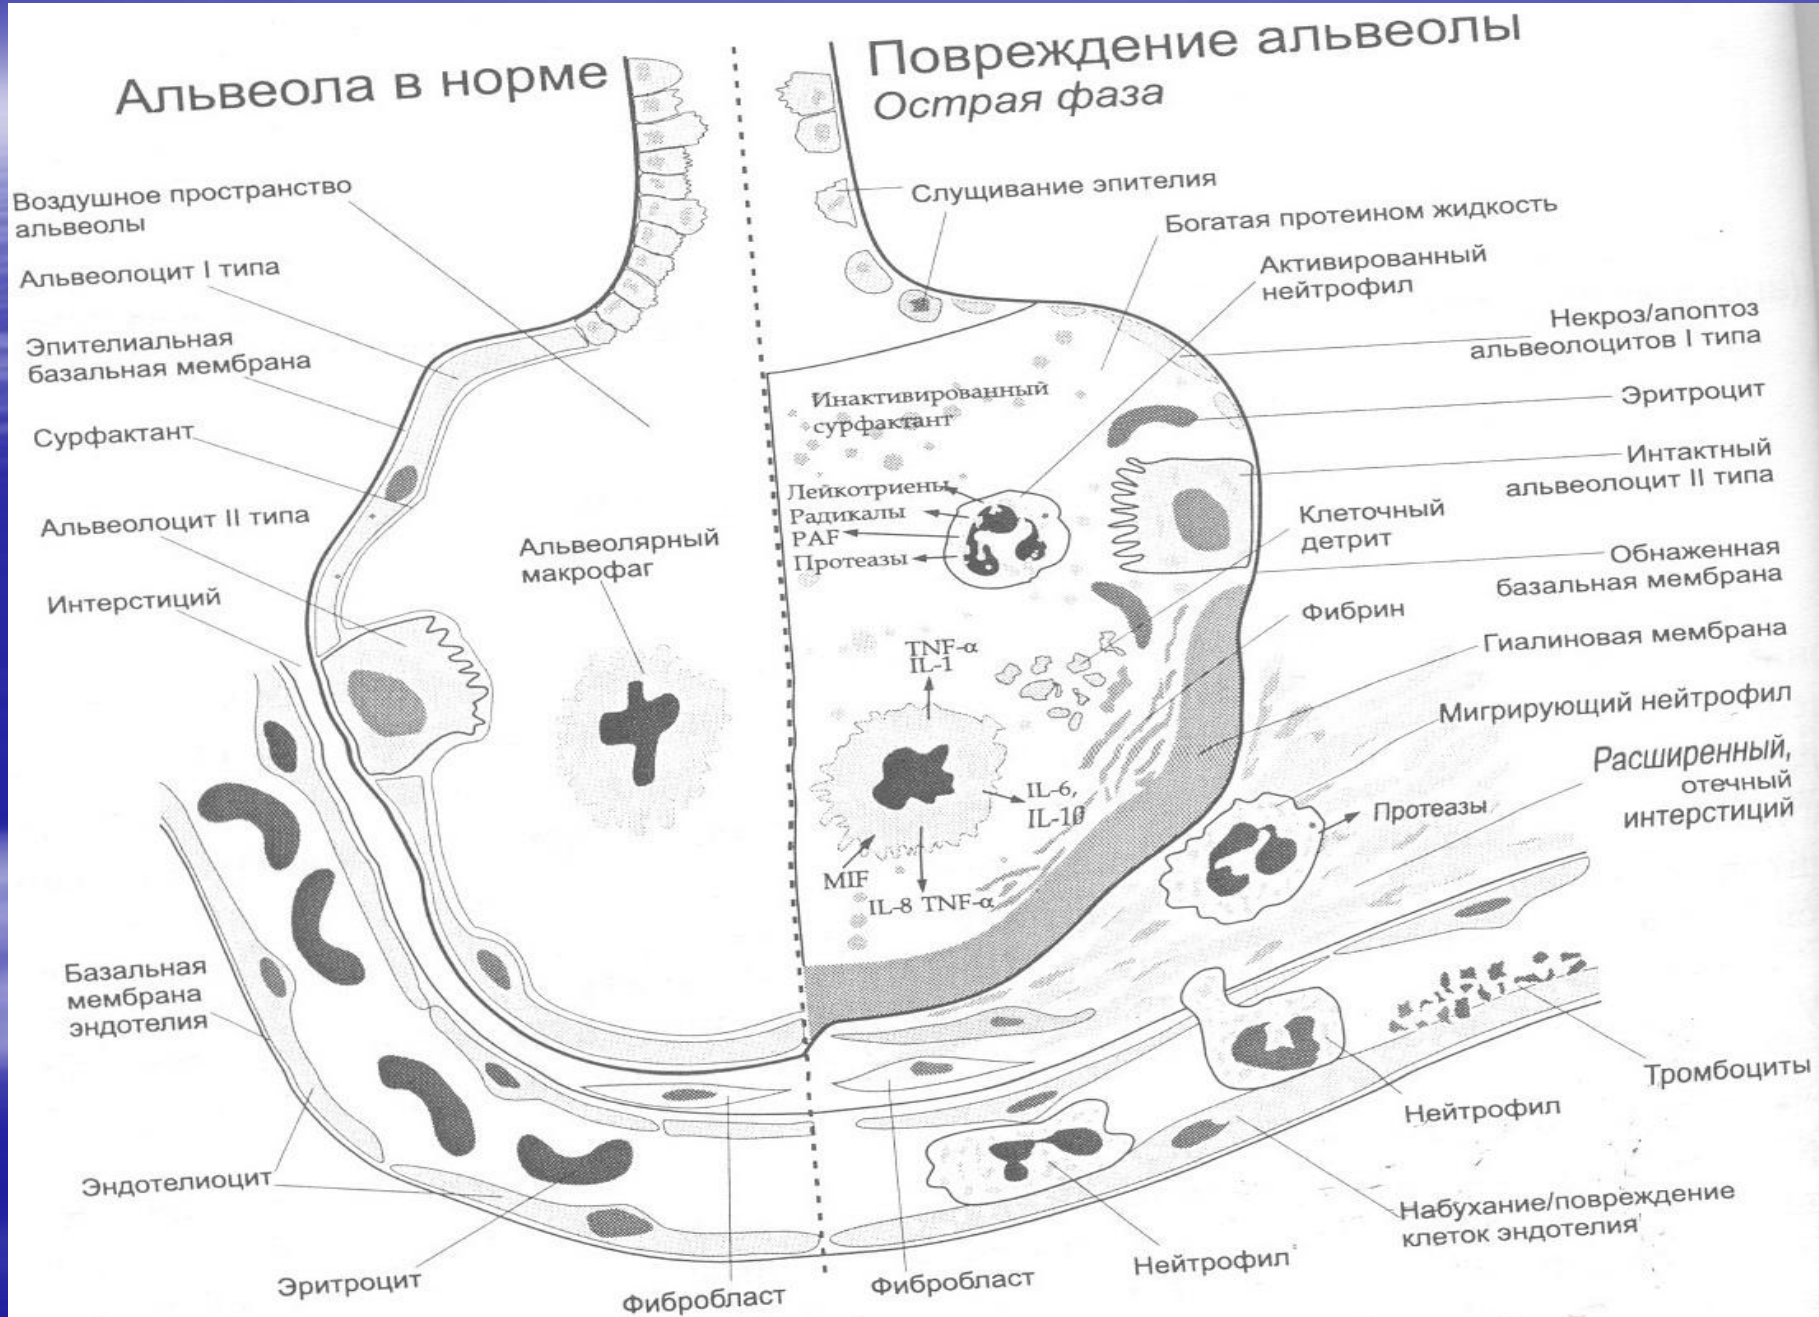 Альвеола в норме
Повреждение альвеолы
Острая фаза
Воздушное пространство
альвеолы
Альвеолоцит I типа
Эпителиальная
базальная мембрана
Сурфактант
Альвеолоцит II типа
Интерстиций
Альвеолярный
макрофаг
Базальная
мембрана
эндотелия
Эндотелиоцит
Эритроцит
Фибробласт
Слущивание эпителия
Богатая протеином жидкость
Активированный
нейтрофил
Некроз/апоптоз
альвеолоцитов I типа
Эритроцит
Интактный
альвеолоцит II типа
Клеточный
детрит
Обнаженная
базальная мембрана
Фибрин
Гиалиновая мембрана
Мигрирующий нейтрофил
Расширенный,
отечный
интерстиций
Протеазы
Инактивированный
сурфактант
Лейкотриены
Радикалы
PAF
Протеазы
TNF-α
IL-1
IL-6,
IL-10
MIF
IL-8 TNF-α
Тромбоциты
Нейтрофил
Набухание/повреждение
клеток эндотелия
Нейтрофил
Фибробласт